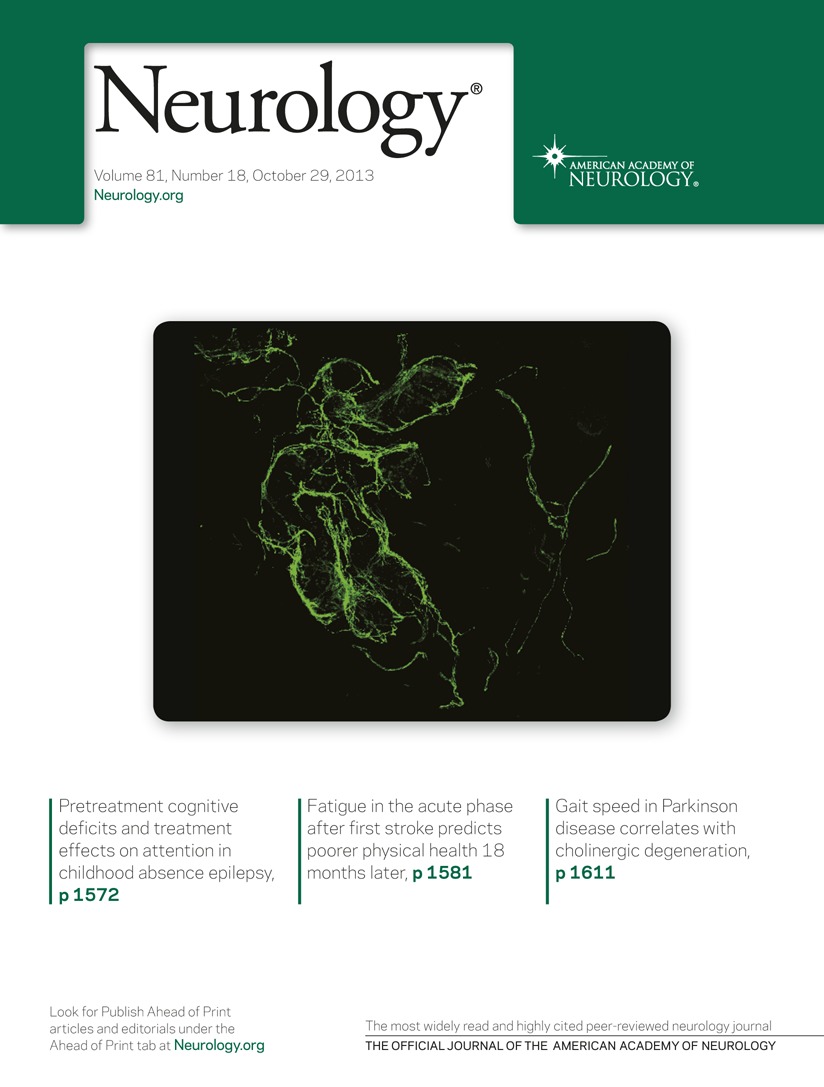 Neurology®
Volume 81, Number 18, October 29, 2013
Neurology.org
AMERICAN ACADEMY OF
NEUROLOGY®
Pretreatment cognitive
deficits and treatment
effects on attention in
childhood absence epilepsy,
p 1572
Fatigue in the acute phase
after first stroke predicts
poorer physical health 18
months later, p 1581
Gait speed in Parkinson
disease correlates with
cholinergic degeneration,
p 1611
Look for Publish Ahead of Print
articles and editorials under the
Ahead of Print tab at Neurology.org
The most widely read and highly cited peer-reviewed neurology journal
THE OFFICIAL JOURNAL OF THE AMERICAN ACADEMY OF NEUROLOGY